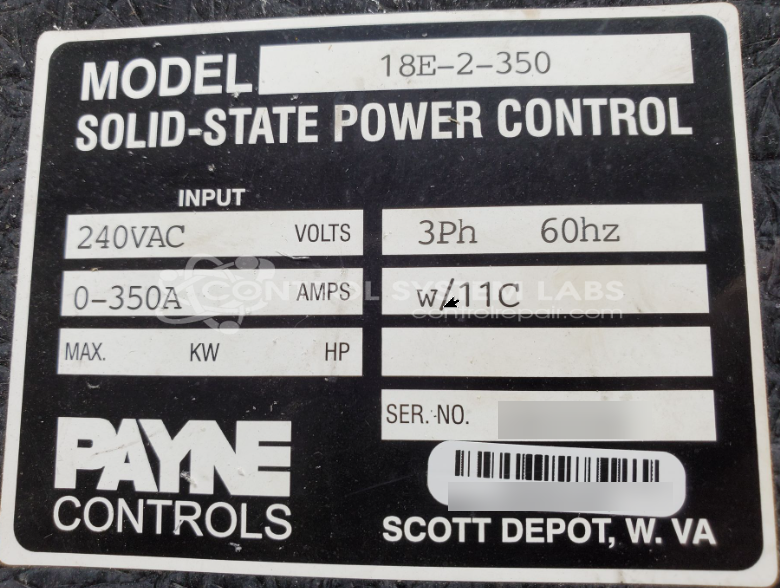 MODEL 18E-2-350
SOLID-STATE POWER CONTROL
INPUT
240VAC VOLTS 3Ph 60hz
0-350A AMPS w/11C
CONTROL SYSTEM LABS
controlrepair.com
MAX. KW HP
SER. NO.
PAYNE
CONTROLS
SCOTT DEPOT, W. VA